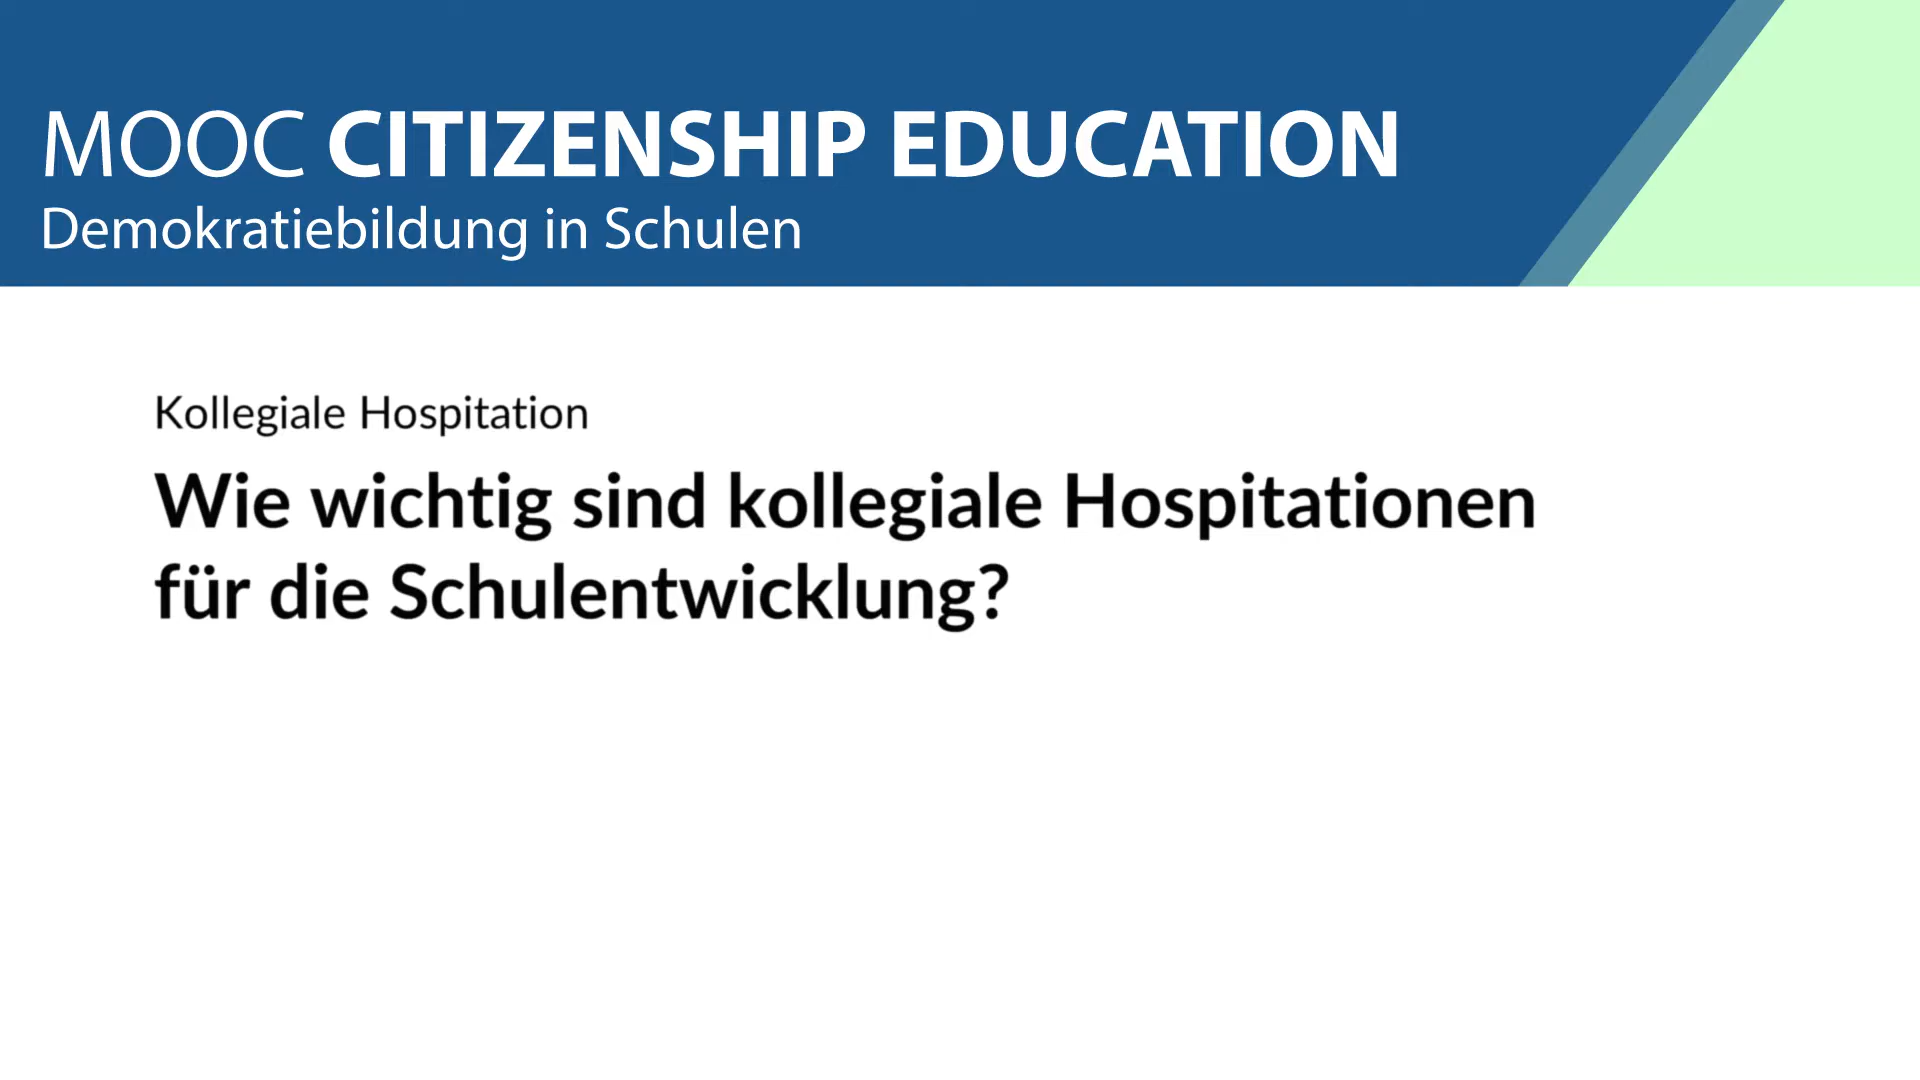 MOOC CITIZENSHIP EDUCATION
Demokratiebildung in Schulen
Kollegiale Hospitation
Wie wichtig sind kollegiale Hospitationen
für die Schulentwicklung?